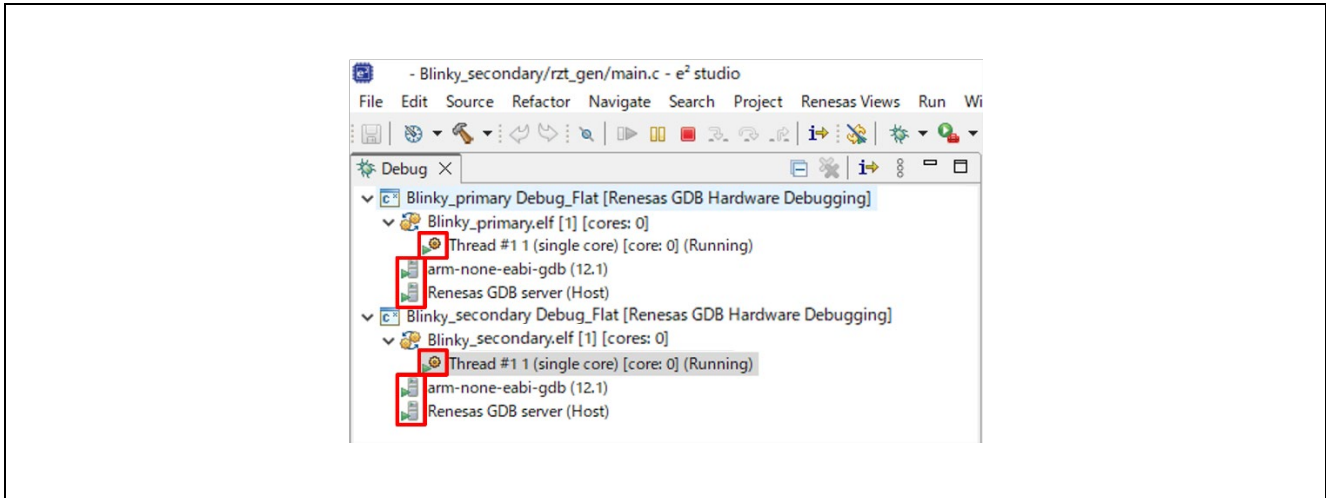 - Blinky_secondary/rzt_gen/main.c - e² studio
File Edit Source Refactor Navigate Search Project Renesas Views Run Wi
Debug
Blinky_primary Debug_Flat [Renesas GDB Hardware Debugging]
Blinky_primary.elf [1] [cores: 0]
Thread #1 1 (single core) [core: 0] (Running)
arm-none-eabi-gdb (12.1)
Renesas GDB server (Host)
Blinky_secondary Debug_Flat [Renesas GDB Hardware Debugging]
Blinky_secondary.elf [1] [cores: 0]
Thread #1 1 (single core) [core: 0] (Running)
arm-none-eabi-gdb (12.1)
Renesas GDB server (Host)